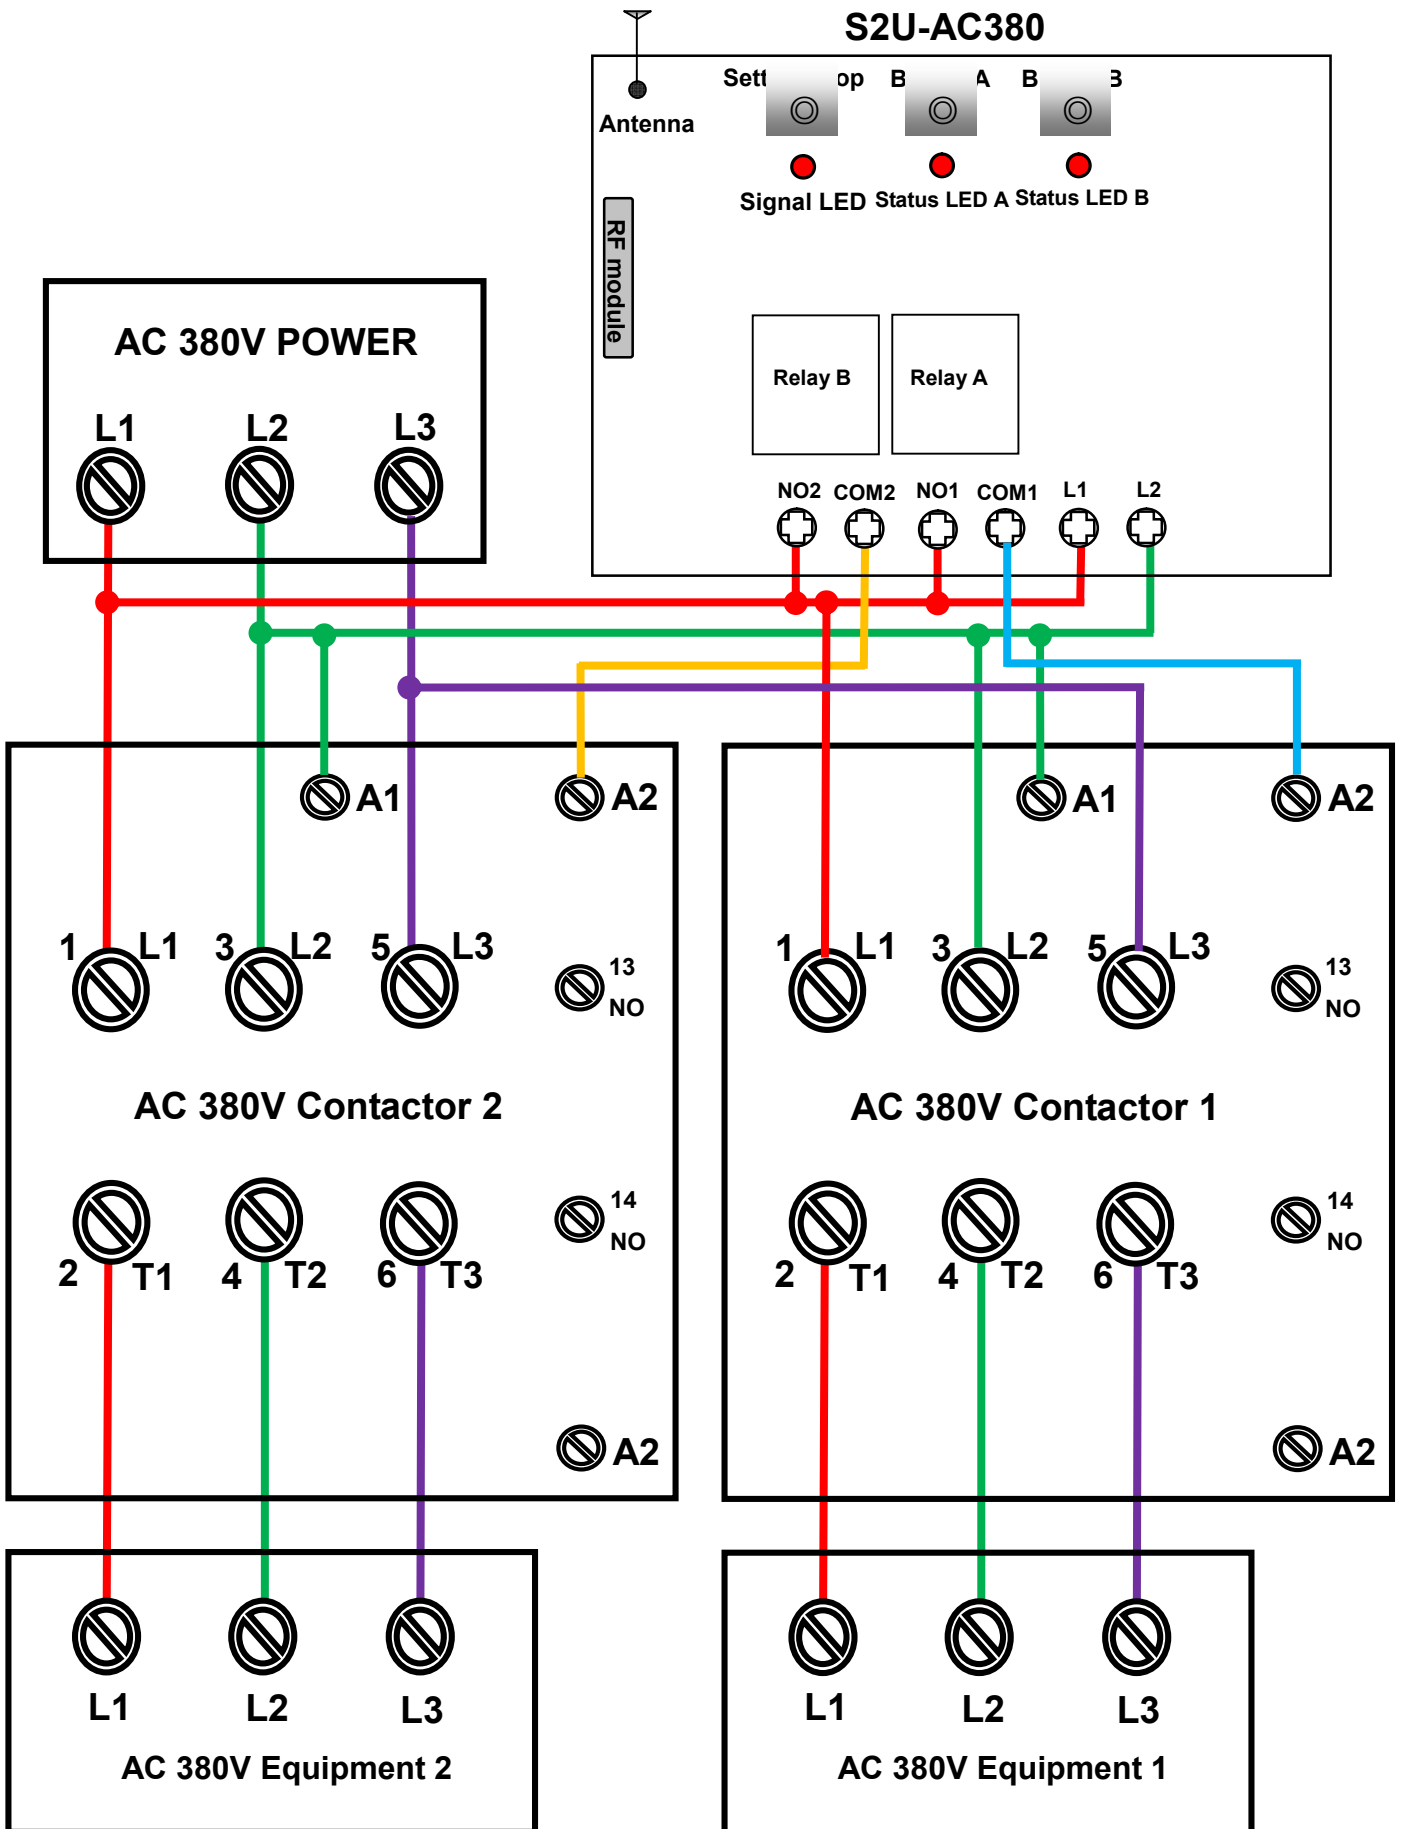 S2U-AC380
Antenna
Signal LED Status LED A Status LED B
RF module
AC 380V POWER
L1 L2 L3
Relay B Relay A
NO2 COM2 NO1 COM1 L1 L2
A1 A2 A1 A2
1 L1 3 L2 5 L3 13 NO
1 L1 3 L2 5 L3 13 NO
AC 380V Contactor 2
AC 380V Contactor 1
2 T1 4 T2 6 T3 14 NO
2 T1 4 T2 6 T3 14 NO
A2 A2
L1 L2 L3
L1 L2 L3
AC 380V Equipment 2
AC 380V Equipment 1